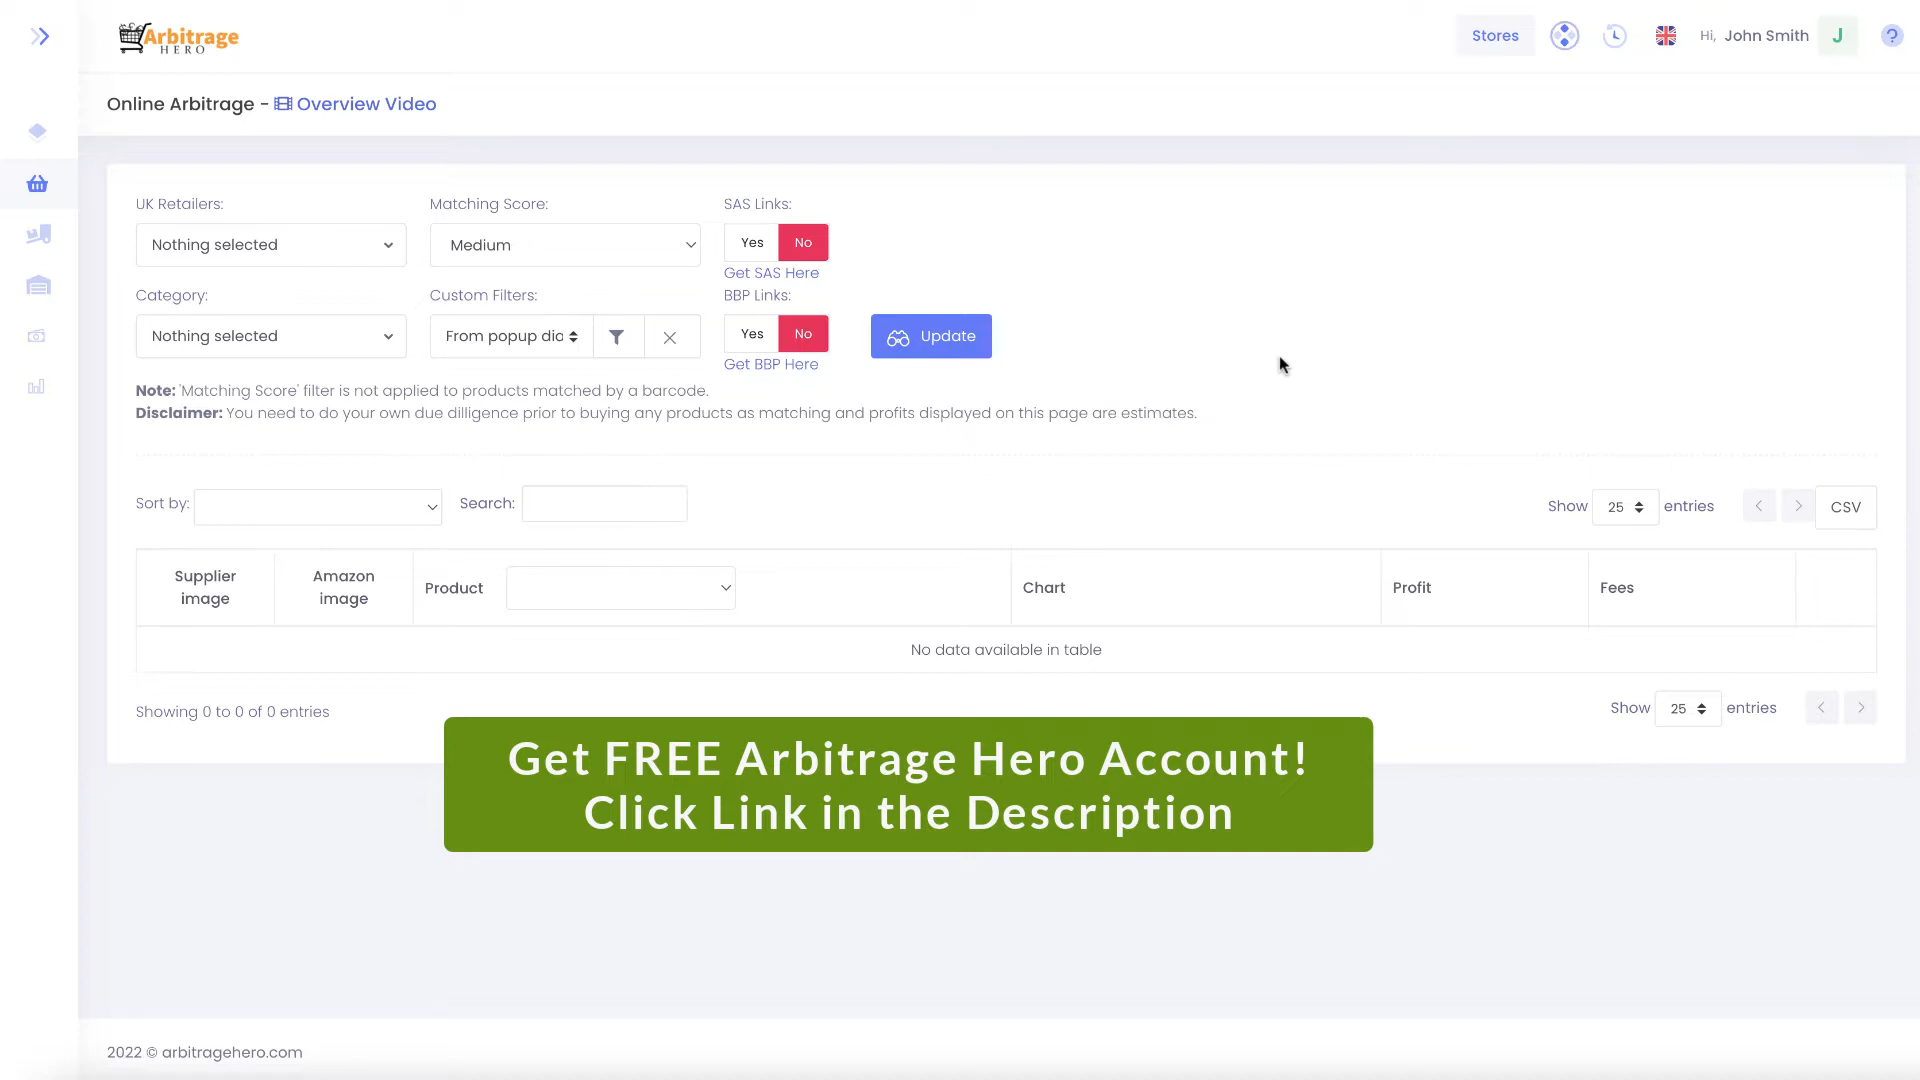 Arbitrage
HERO
Stores
Hi, John Smith
J
?
Online Arbitrage - Overview Video
UK Retailers:
Matching Score:
SAS Links:
Nothing selected
Medium
Yes
No
Get SAS Here
Category:
Custom Filters:
BBP Links:
Nothing selected
From popup dia
Yes
No
Update
Get BBP Here
Note: 'Matching Score' filter is not applied to products matched by a barcode.
Disclaimer: You need to do your own due dilligence prior to buying any products as matching and profits displayed on this page are estimates.
Sort by:
Search:
Show 25 entries
CSV
Supplier
image
Amazon
image
Product
Chart
Profit
Fees
No data available in table
Showing 0 to 0 of 0 entries
Show 25 entries
Get FREE Arbitrage Hero Account!
Click Link in the Description
2022 © arbitragehero.com